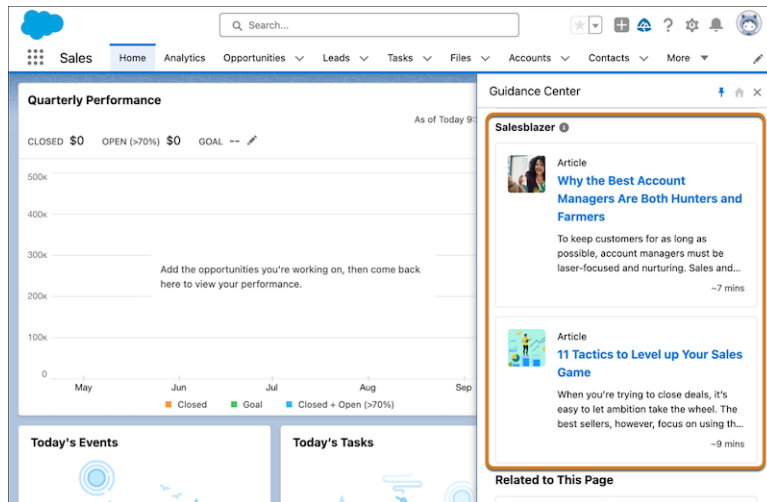 Search...
Sales
Home
Analytics
Opportunities
Leads
Tasks
Files
Accounts
Contacts
More
Quarterly Performance
As of Today 9:
CLOSED $0 OPEN (>70%) $0 GOAL --
500K
400K
300K
200K
100K
0
Add the opportunities you're working on, then come back
here to view your performance.
May Jun Jul Aug Sep
Closed Goal Closed + Open (>70%)
Today's Events
Today's Tasks
Guidance Center
Salesblazer
Article
Why the Best Account
Managers Are Both Hunters and
Farmers
To keep customers for as long as
possible, account managers must be
laser-focused and nurturing. Sales and...
~7 mins
Article
11 Tactics to Level up Your Sales
Game
When you're trying to close deals, it's
easy to let ambition take the wheel. The
best sellers, however, focus on using th...
~9 mins
Related to This Page